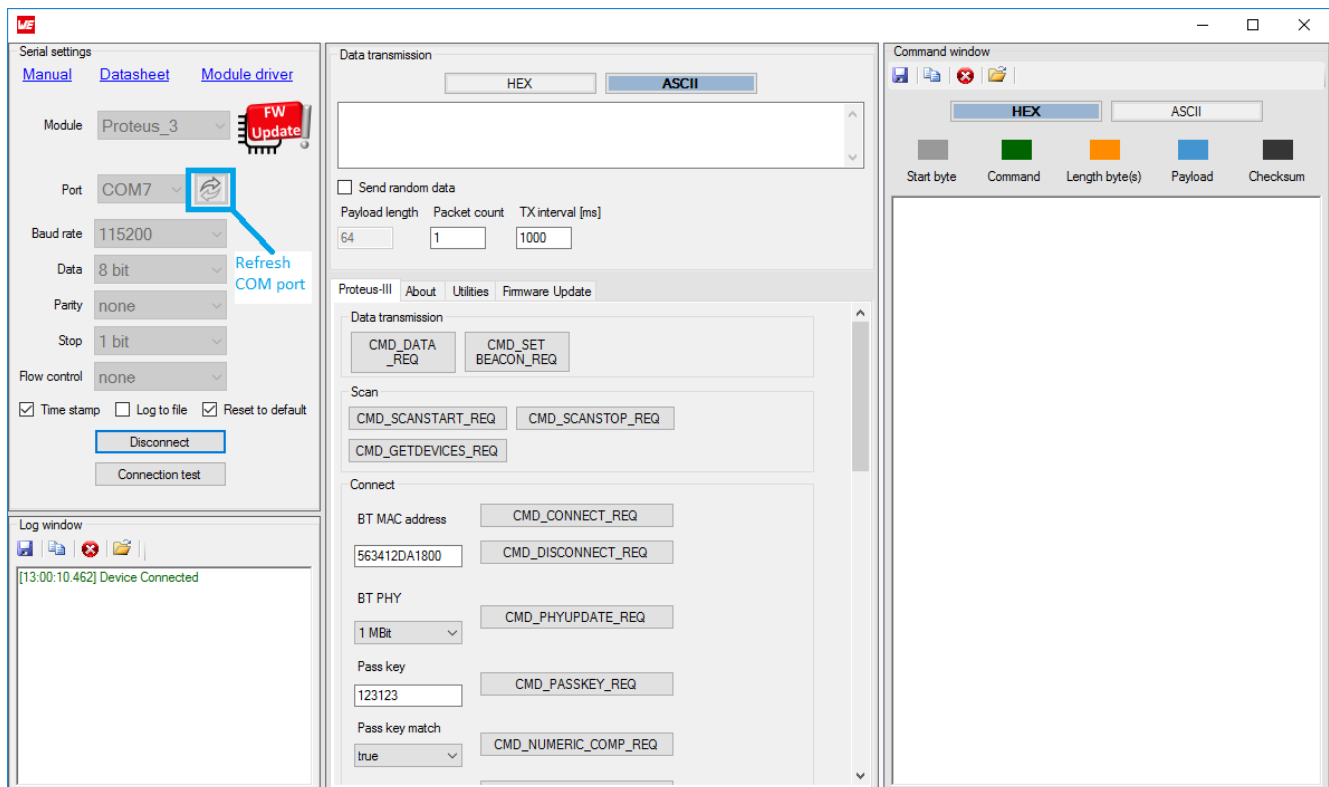 WE
Serial settings
Manual Datasheet Module driver
Module Proteus_3
FW
Update
Port COM7
Baud rate 115200
Refresh
COM port
Data 8 bit
Parity none
Stop 1 bit
Flow control none
Time stamp Log to file Reset to default
Disconnect
Connection test
Log window
[13:00:10.462] Device Connected
Data transmission
HEX ASCII
Send random data
Payload length Packet count TX interval [ms]
64 1 1000
Proteus-III About Utilities Firmware Update
Data transmission
CMD_DATA
_REQ
CMD_SET
BEACON_REQ
Scan
CMD_SCANSTART_REQ CMD_SCANSTOP_REQ
CMD_GETDEVICES_REQ
Connect
BT MAC address CMD_CONNECT_REQ
563412DA1800 CMD_DISCONNECT_REQ
BT PHY
CMD_PHYUPDATE_REQ
1 MBit
Pass key
CMD_PASSKEY_REQ
123123
Pass key match
CMD_NUMERIC_COMP_REQ
true
Command window
HEX ASCII
Start byte Command Length byte(s) Payload Checksum